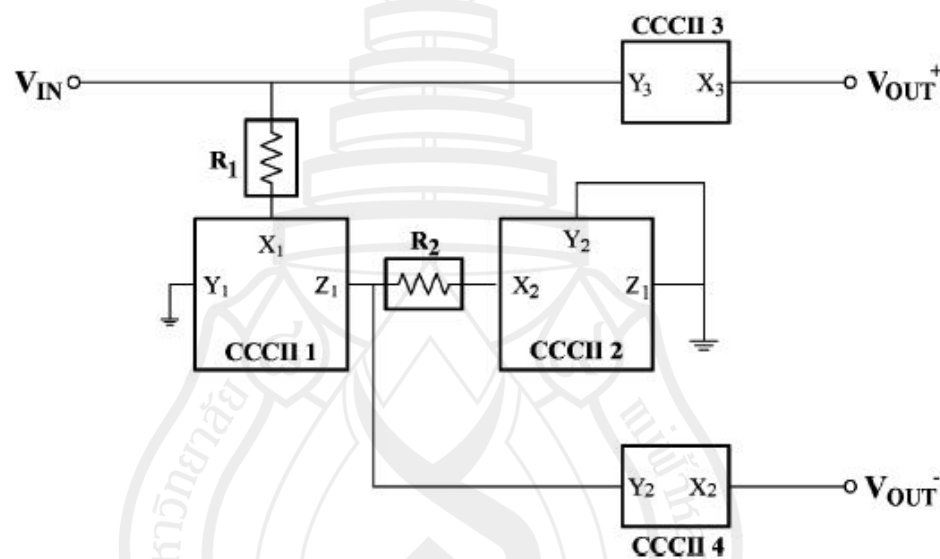 CCCII 3
V_IN
Y₃ X₃
V_OUT⁺
R₁
X₁
Y₁ Z₁
CCCII 1
R₂
Y₂
X₂ Z₁
CCCII 2
Y₂ X₂
V_OUT⁻
CCCII 4